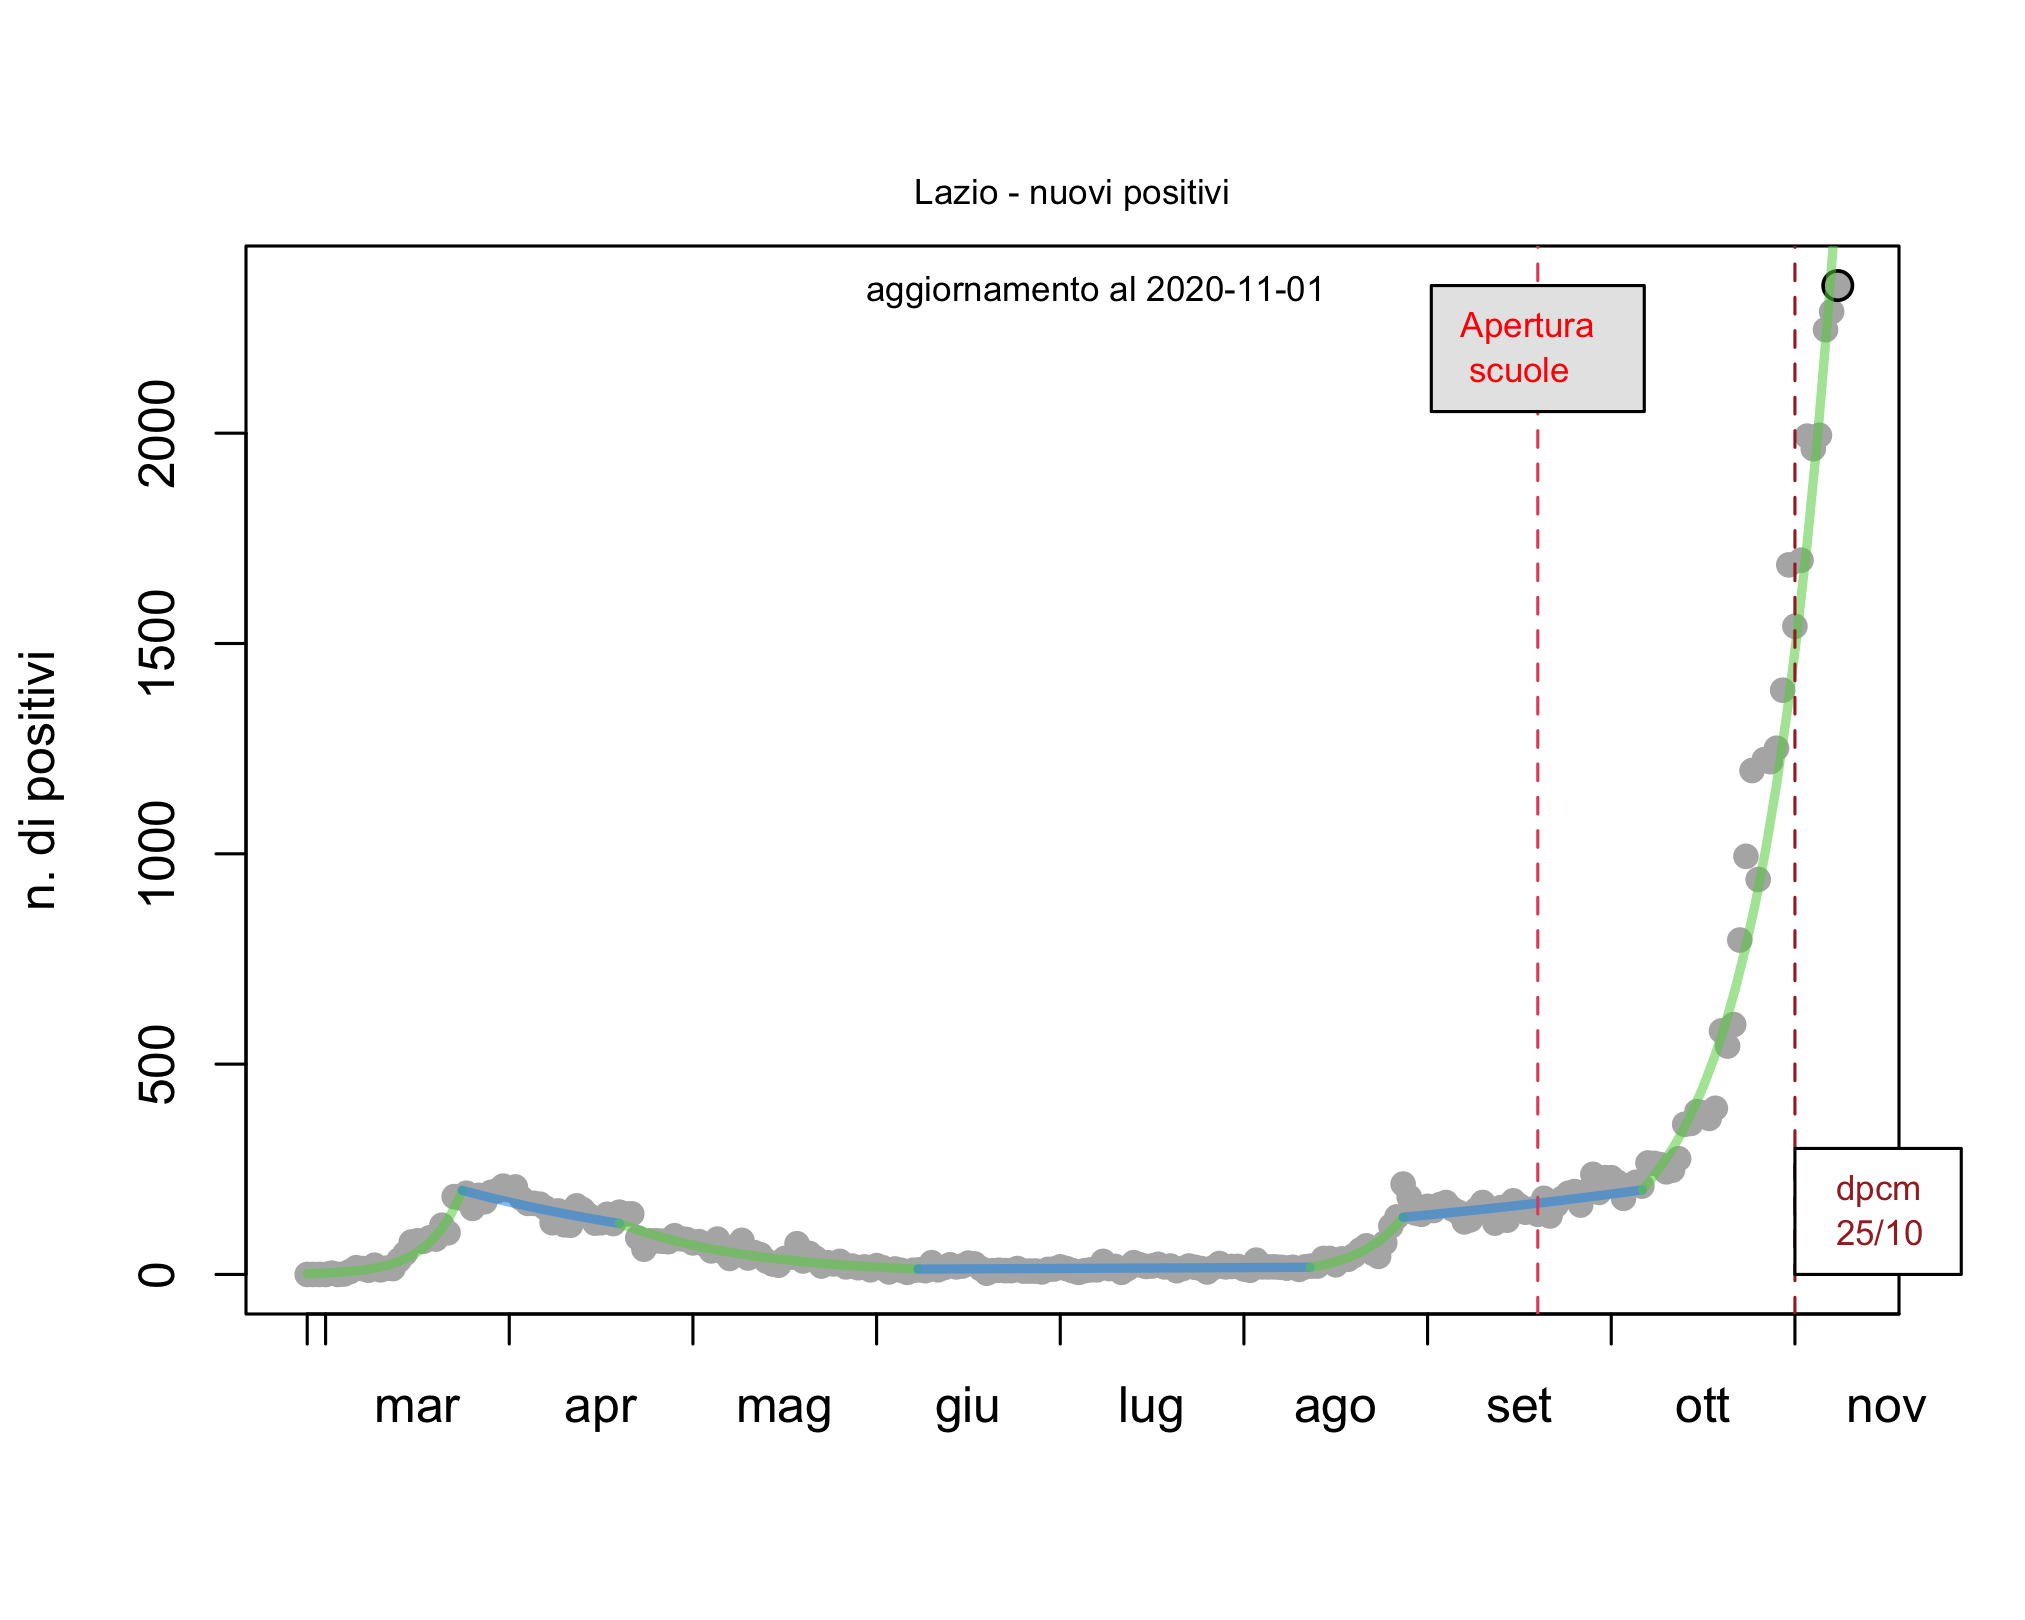 Lazio - nuovi positivi
aggiornamento al 2020-11-01
Apertura
scuole
n. di positivi
2000
1500
1000
500
0
dpcm
25/10
mar apr mag giu lug ago set ott nov